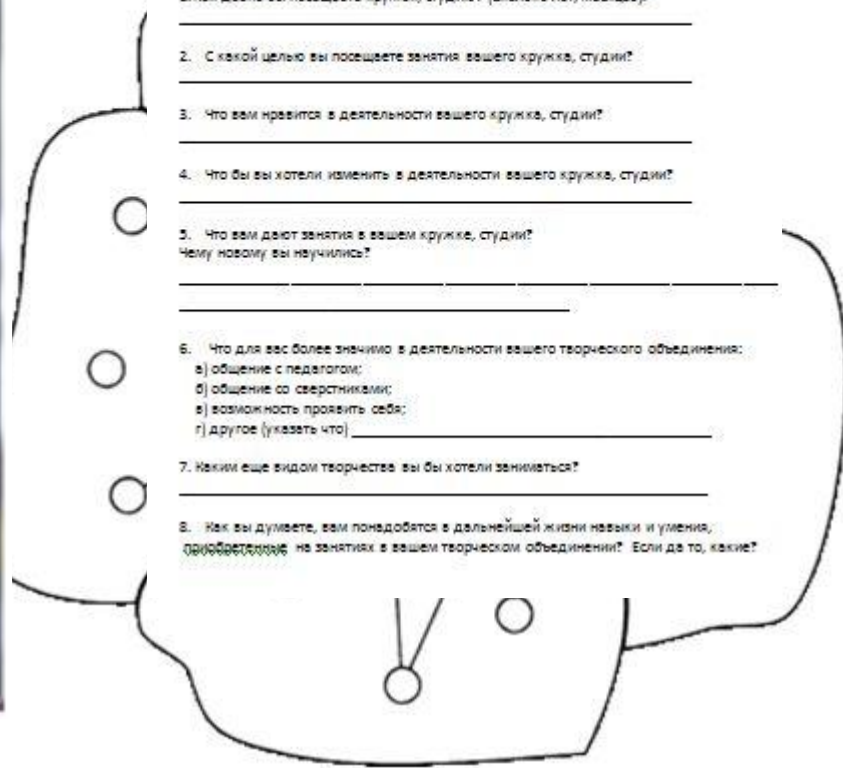 2. С какой целью вы посещаете занятия вашего кружка, студии?
3. Что вам нравится в деятельности вашего кружка, студии?
4. Что бы вы хотели изменить в деятельности вашего кружка, студии?
5. Что вам дают занятия в вашем кружке, студии?
Чему новому вы научились?
6. Что для вас более значимо в деятельности вашего творческого объединения:
а) общение с педагогом;
б) общение со сверстниками;
в) возможность проявить себя;
г) другое (указать что)
7. Каким еще видом творчества вы бы хотели заниматься?
8. Как вы думаете, вам понадобятся в дальнейшей жизни навыки и умения,
приобретенные на занятиях в вашем творческом объединении? Если да то, какие?